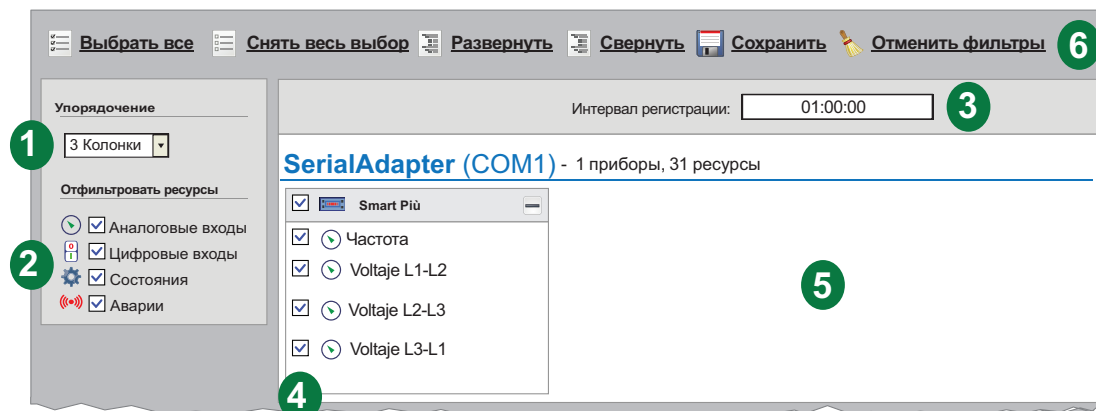 Выбрать все Снять весь выбор Развернуть Свернуть Сохранить Отменить фильтры 6
Упорядочение
1
3 Колонки
Отфильтровать ресурсы
Аналоговые входы
Цифровые входы
2
Состояния
Аварии
Интервал регистрации: 01:00:00 3
SerialAdapter (COM1) - 1 приборы, 31 ресурсы
Smart Più
Частота
Voltaje L1-L2
Voltaje L2-L3
Voltaje L3-L1
4
5